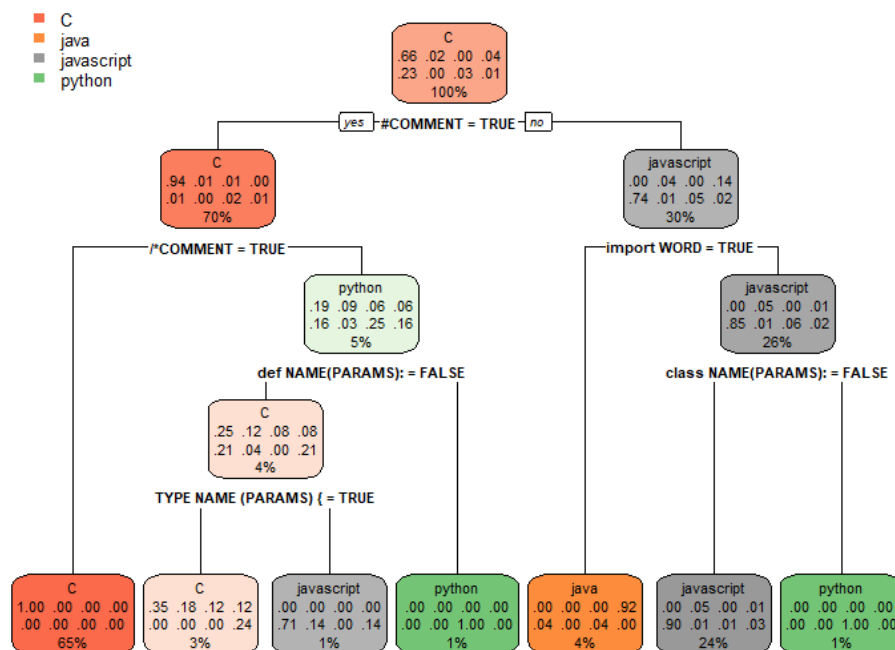 C
java
javascript
python
C
.66 .02 .00 .04
.23 .00 .03 .01
100%
yes #COMMENT = TRUE no
C
.94 .01 .01 .00
.01 .00 .02 .01
70%
javascript
.00 .04 .00 .14
.74 .01 .05 .02
30%
/*COMMENT = TRUE
import WORD = TRUE
python
.19 .09 .06 .06
.16 .03 .25 .16
5%
javascript
.00 .05 .00 .01
.85 .01 .06 .02
26%
def NAME(PARAMS): = FALSE
class NAME(PARAMS): = FALSE
C
.25 .12 .08 .08
.21 .04 .00 .21
4%
TYPE NAME (PARAMS) { = TRUE
C
1.00 .00 .00 .00
.00 .00 .00 .00
65%
C
.35 .18 .12 .12
.00 .00 .00 .24
3%
javascript
.00 .00 .00 .00
.71 .14 .00 .14
1%
python
.00 .00 .00 .00
.00 .00 1.00 .00
1%
java
.00 .00 .00 .92
.04 .00 .04 .00
4%
javascript
.00 .05 .00 .01
.90 .01 .01 .03
24%
python
.00 .00 .00 .00
.00 .00 1.00 .00
1%